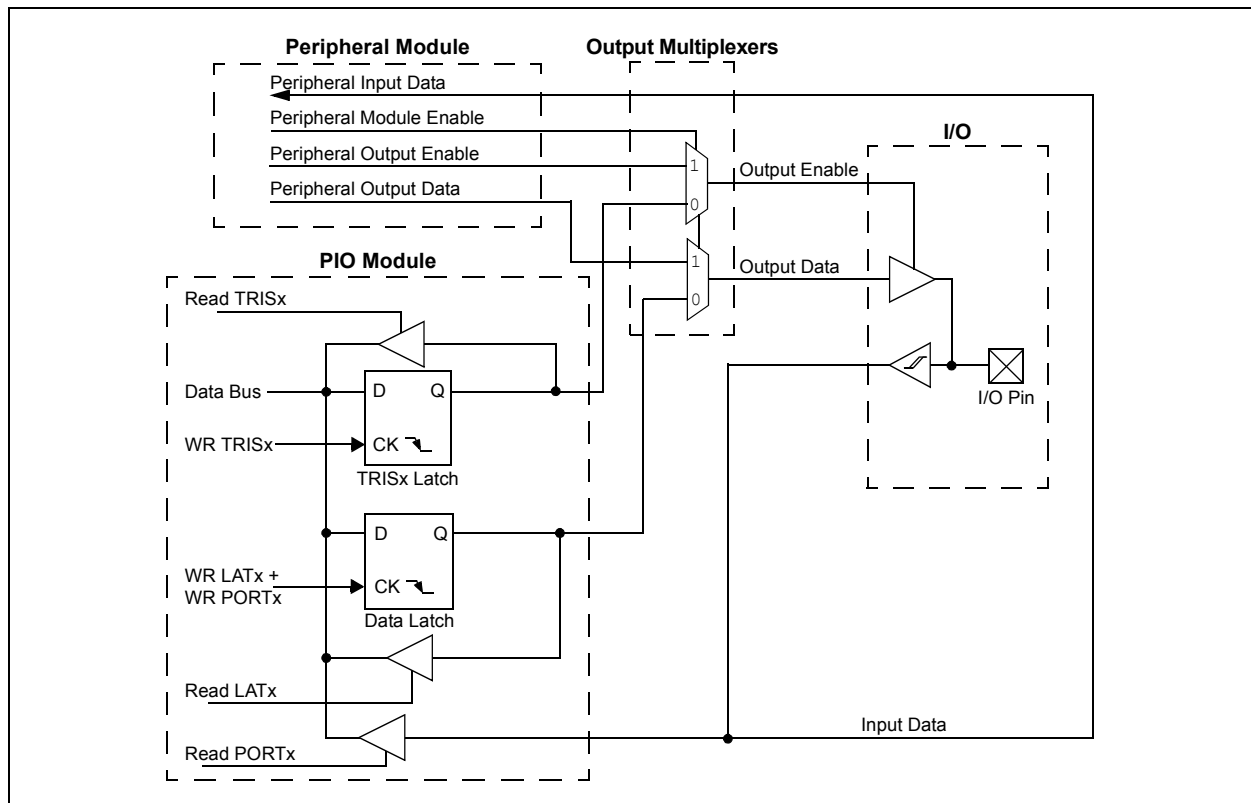 Peripheral Module
Output Multiplexers
Peripheral Input Data
Peripheral Module Enable
Peripheral Output Enable
Peripheral Output Data
1
0
1
0
Output Enable
Output Data
I/O
I/O Pin
PIO Module
Read TRISx
Data Bus
D
Q
WR TRISx
CK
TRISx Latch
D
Q
WR LATx +
WR PORTx
CK
Data Latch
Read LATx
Read PORTx
Input Data